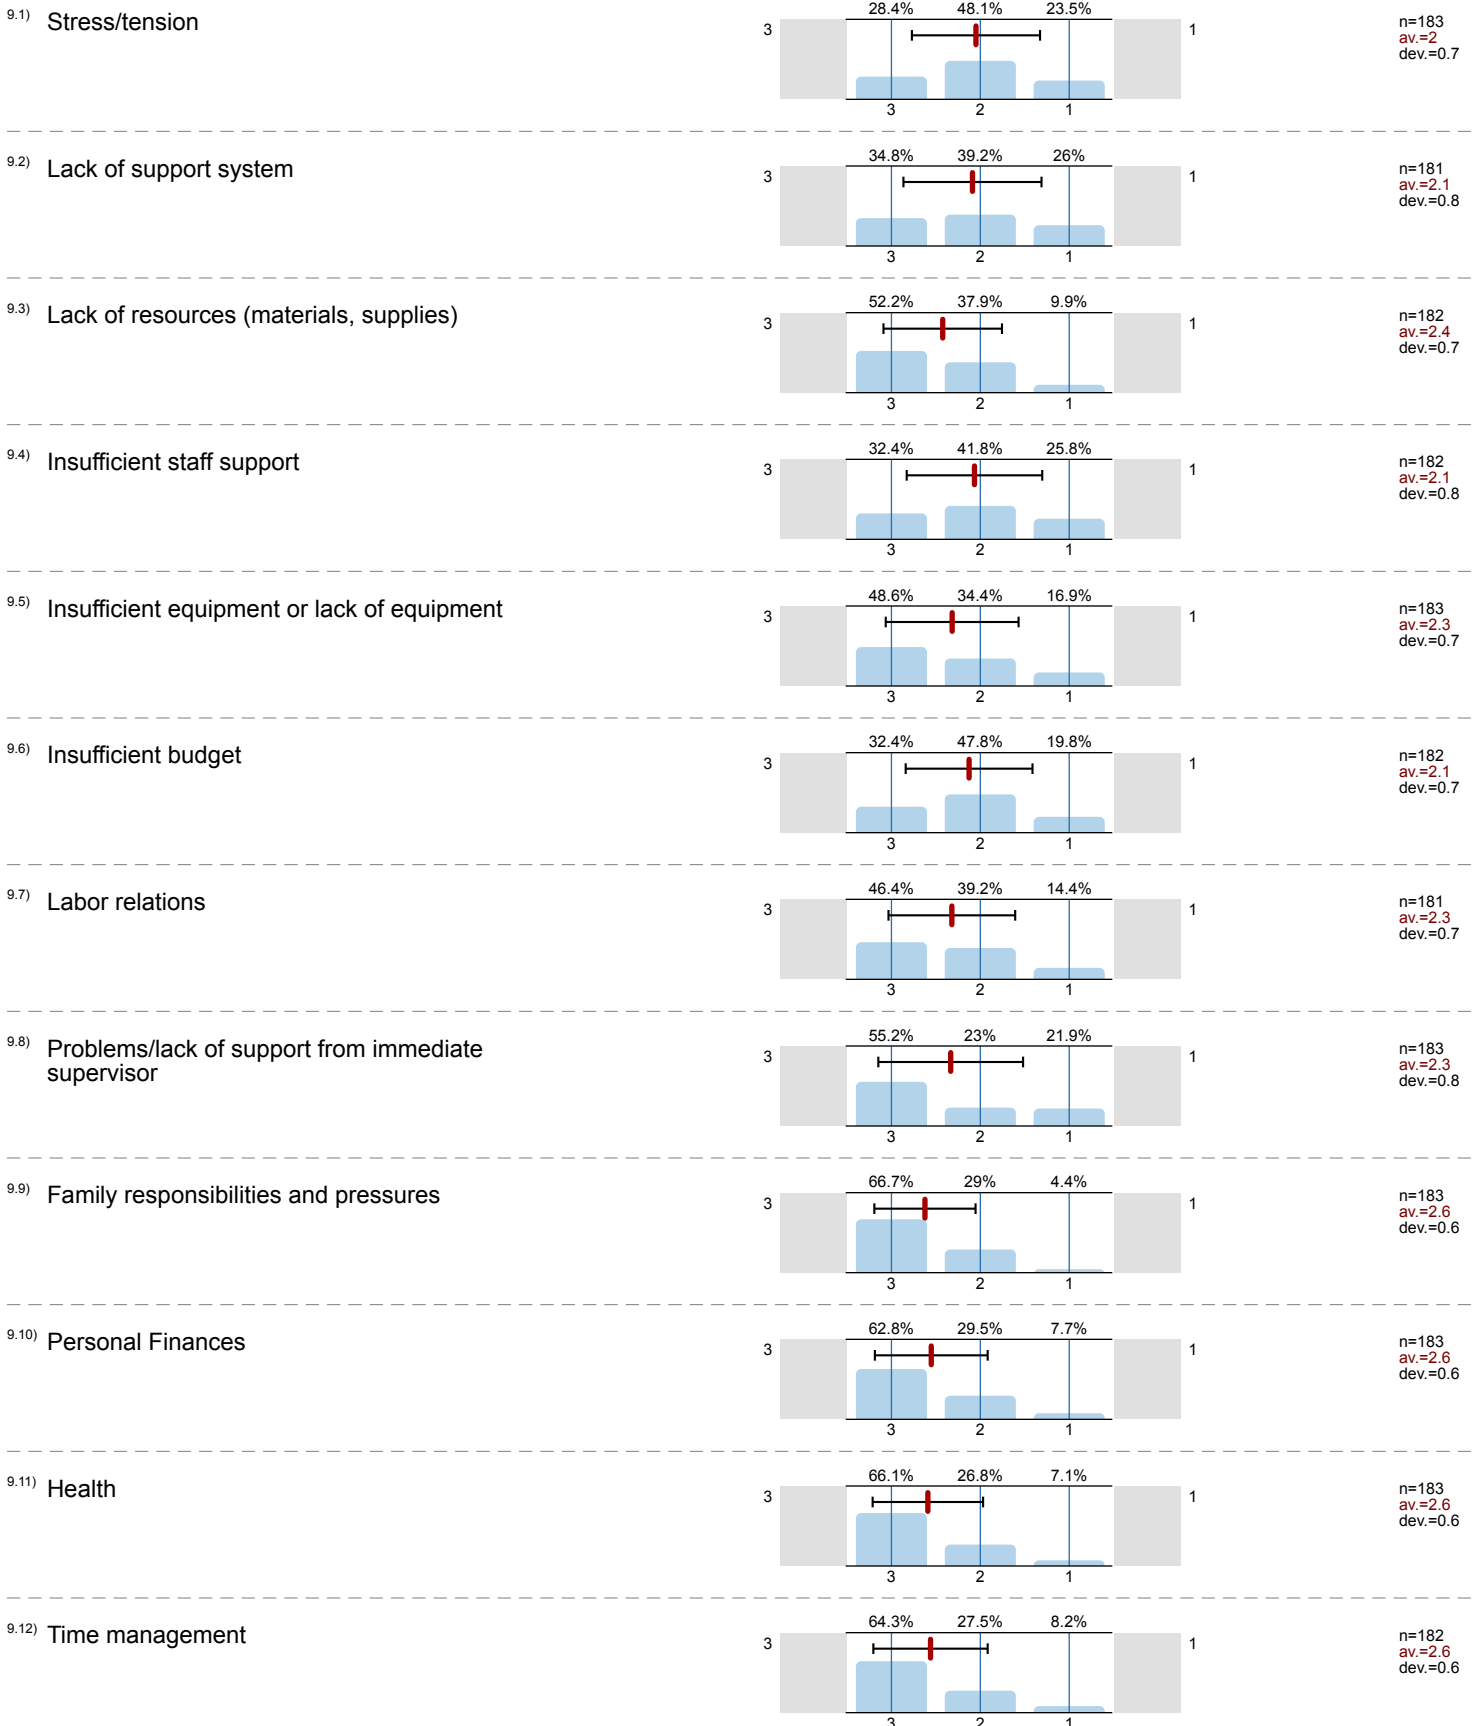 9.1) Stress/tension
28.4% 48.1% 23.5%
3 1
3 2 1
n=183
av.=2
dev.=0.7
9.2) Lack of support system
34.8% 39.2% 26%
3 1
3 2 1
n=181
av.=2.1
dev.=0.8
9.3) Lack of resources (materials, supplies)
52.2% 37.9% 9.9%
3 1
3 2 1
n=182
av.=2.4
dev.=0.7
9.4) Insufficient staff support
32.4% 41.8% 25.8%
3 1
3 2 1
n=182
av.=2.1
dev.=0.8
9.5) Insufficient equipment or lack of equipment
48.6% 34.4% 16.9%
3 1
3 2 1
n=183
av.=2.3
dev.=0.7
9.6) Insufficient budget
32.4% 47.8% 19.8%
3 1
3 2 1
n=182
av.=2.1
dev.=0.7
9.7) Labor relations
46.4% 39.2% 14.4%
3 1
3 2 1
n=181
av.=2.3
dev.=0.7
9.8) Problems/lack of support from immediate
supervisor
55.2% 23% 21.9%
3 1
3 2 1
n=183
av.=2.3
dev.=0.8
9.9) Family responsibilities and pressures
66.7% 29% 4.4%
3 1
3 2 1
n=183
av.=2.6
dev.=0.6
9.10) Personal Finances
62.8% 29.5% 7.7%
3 1
3 2 1
n=183
av.=2.6
dev.=0.6
9.11) Health
66.1% 26.8% 7.1%
3 1
3 2 1
n=183
av.=2.6
dev.=0.6
9.12) Time management
64.3% 27.5% 8.2%
3 1
3 2 1
n=182
av.=2.6
dev.=0.6